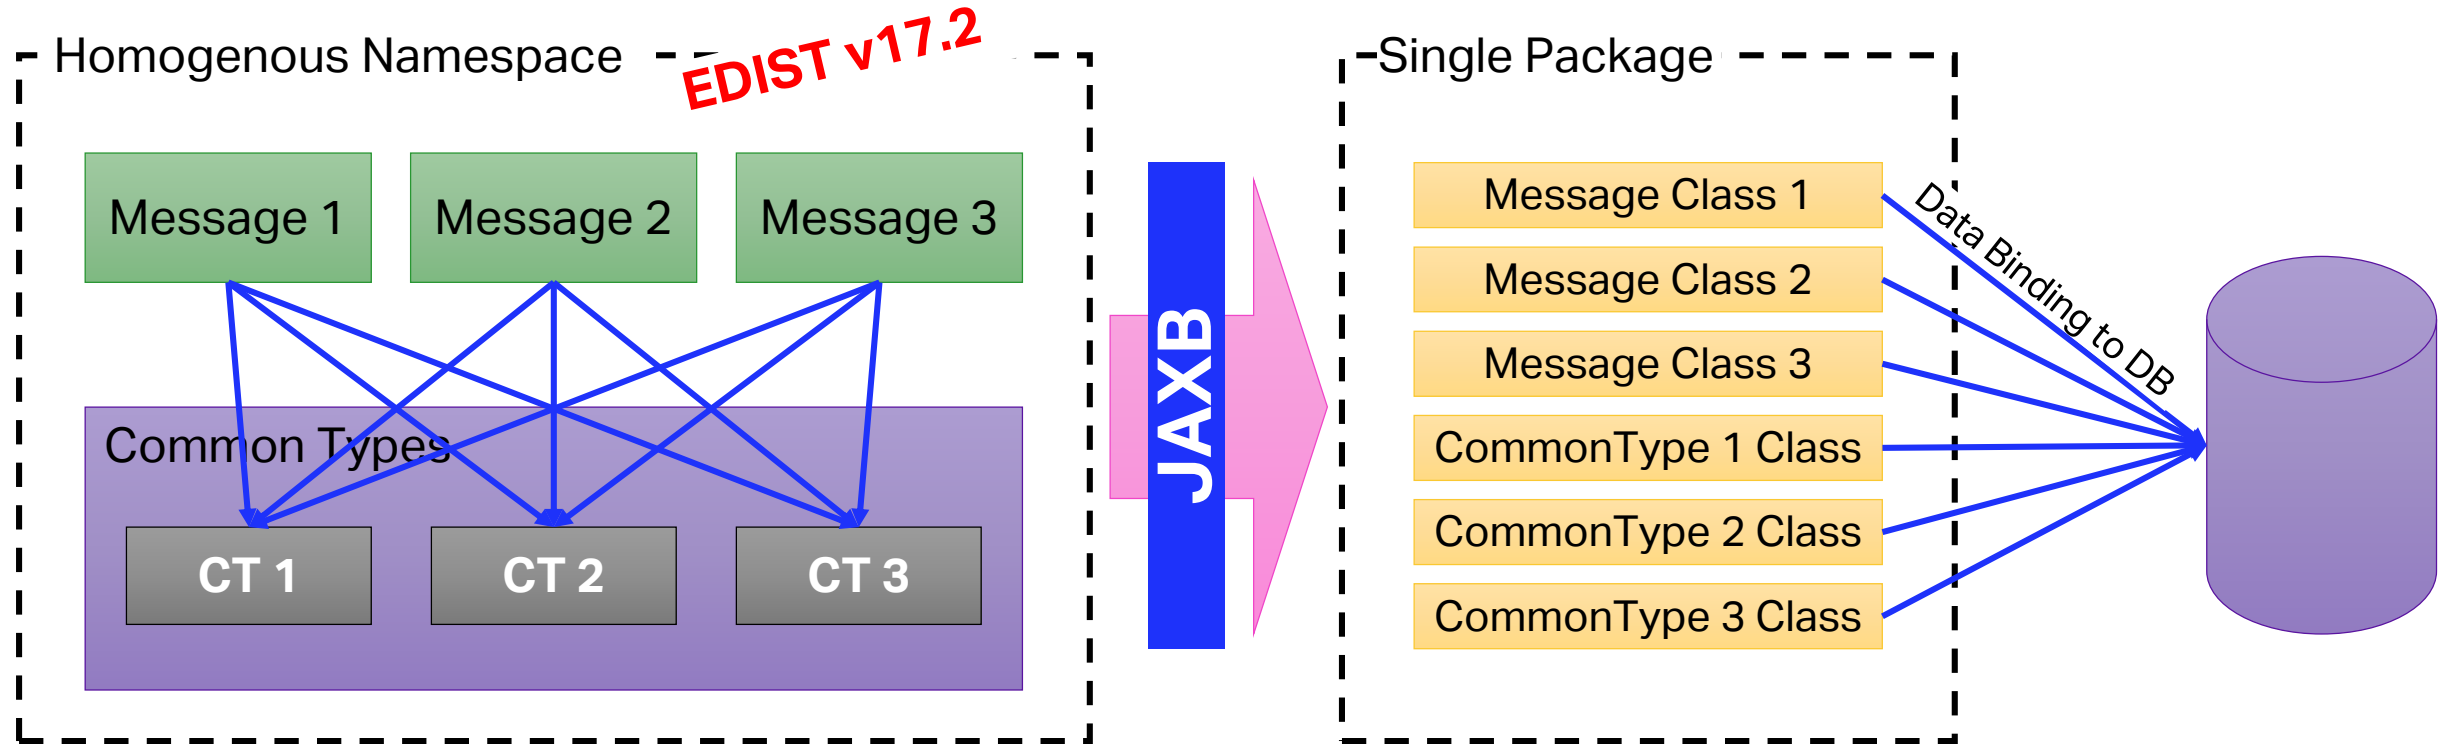 Homogenous Namespace
EDIST v17.2
Message 1
Message 2
Message 3
Common Types
CT 1
CT 2
CT 3
JAXB
Single Package
Message Class 1
Message Class 2
Message Class 3
CommonType 1 Class
CommonType 2 Class
CommonType 3 Class
Data Binding to DB